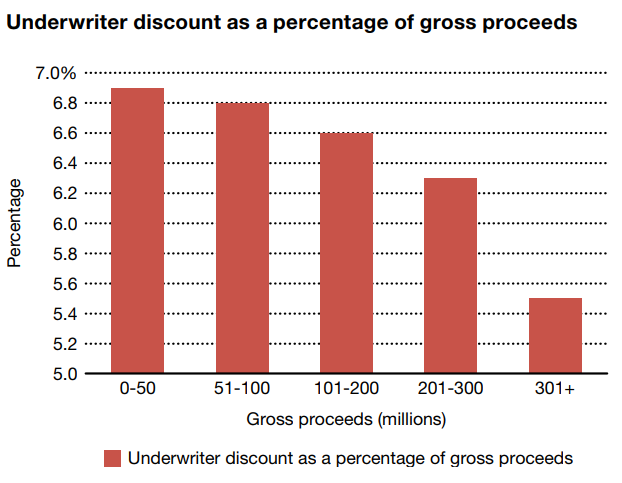 Underwriter discount as a percentage of gross proceeds
7.0%
6.8
6.6
6.4
6.2
6.0
5.8
5.6
5.4
5.2
5.0
Percentage
0-50 51-100 101-200 201-300 301+
Gross proceeds (millions)
Underwriter discount as a percentage of gross proceeds